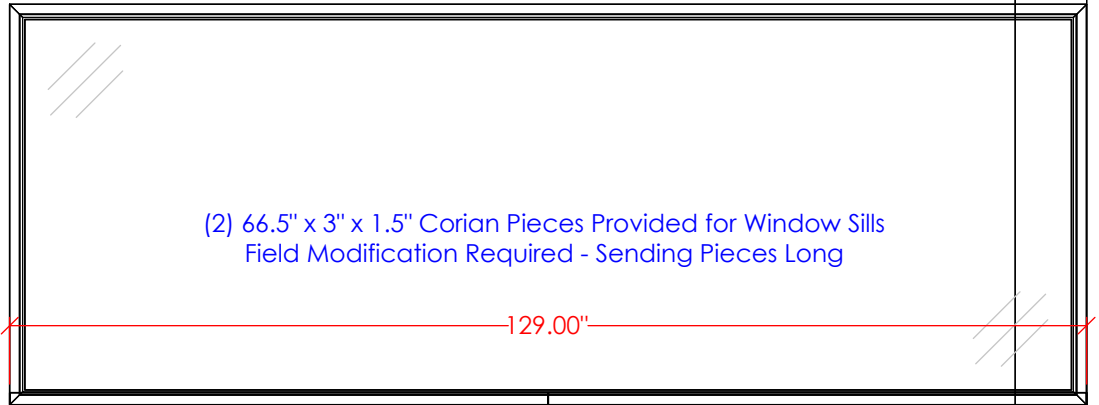 (2) 66.5" x 3" x 1.5" Corian Pieces Provided for Window Sills
Field Modification Required - Sending Pieces Long
129.00"